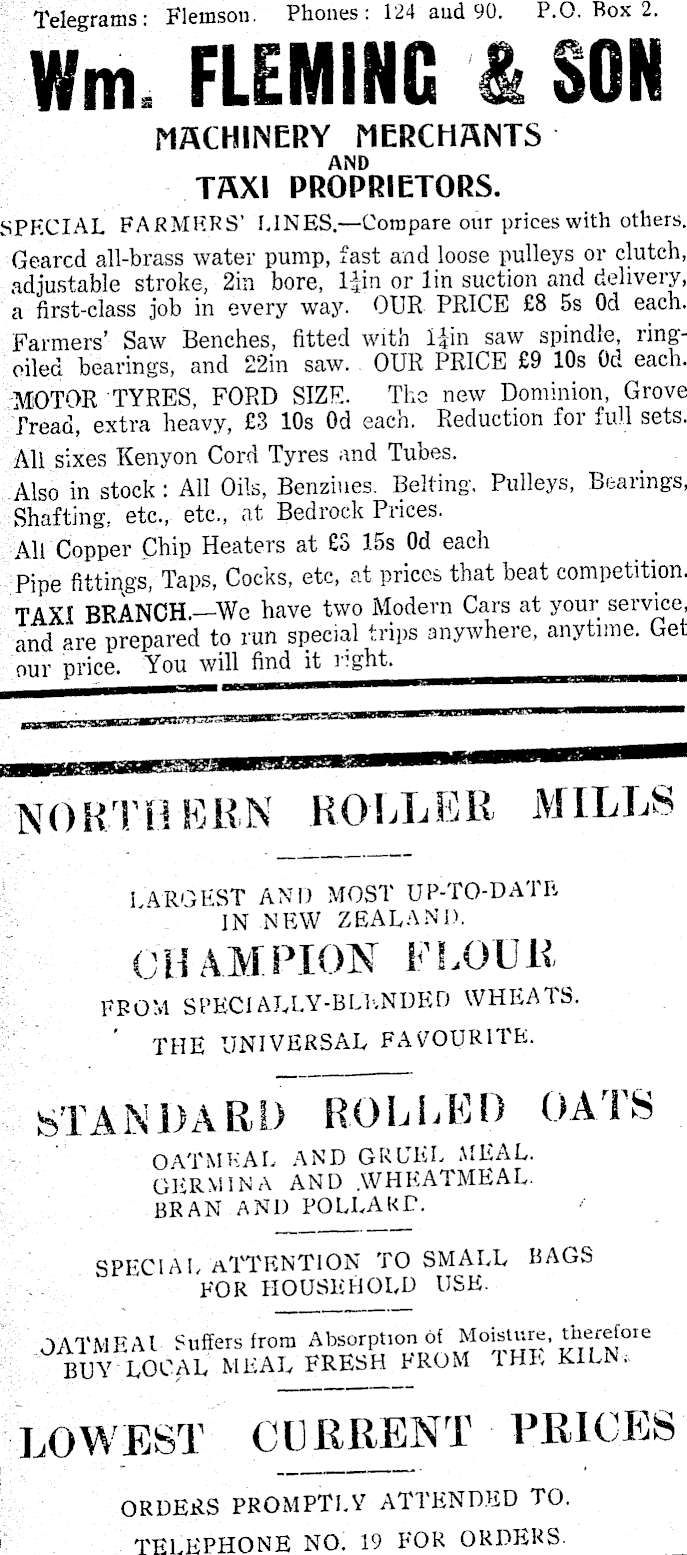 Telegrams: Flemson. Phones: 124 and 90. P.O. Box 2.
Wm. FLEMING & SON
MACHINERY MERCHANTS
AND
TAXI PROPRIETORS.
SPECIAL FARMERS' LINES.—Compare our prices with others.
Geared all-brass water pump, fast and loose pulleys or clutch,
adjustable stroke, 2in bore, 1¼in or 1in suction and delivery,
a first-class job in every way. OUR PRICE £8 5s 0d each.
Farmers' Saw Benches, fitted with 1¼in saw spindle, ring-
oiled bearings, and 22in saw. OUR PRICE £9 10s 0d each.
MOTOR TYRES, FORD SIZE. The new Dominion, Grove
Tread, extra heavy, £3 10s 0d each. Reduction for full sets.
All sixes Kenyon Cord Tyres and Tubes.
Also in stock: All Oils, Benzines. Belting, Pulleys, Bearings,
Shafting, etc., etc., at Bedrock Prices.
All Copper Chip Heaters at £3 15s 0d each
Pipe fittings, Taps, Cocks, etc, at prices that beat competition.
TAXI BRANCH.—We have two Modern Cars at your service,
and are prepared to run special trips anywhere, anytime. Get
our price. You will find it right.
NORTHERN ROLLER MILLS
LARGEST AND MOST UP-TO-DATE
IN NEW ZEALAND.
CHAMPION FLOUR
FROM SPECIALLY-BLENDED WHEATS.
THE UNIVERSAL FAVOURITE.
STANDARD ROLLED OATS
OATMEAL AND GRUEL MEAL.
GERMINA AND WHEATMEAL.
BRAN AND POLLARD.
SPECIAL ATTENTION TO SMALL BAGS
FOR HOUSEHOLD USE.
OATMEAL Suffers from Absorption of Moisture, therefore
BUY LOCAL MEAL FRESH FROM THE KILN.
LOWEST CURRENT PRICES
ORDERS PROMPTLY ATTENDED TO.
TELEPHONE NO. 19 FOR ORDERS.